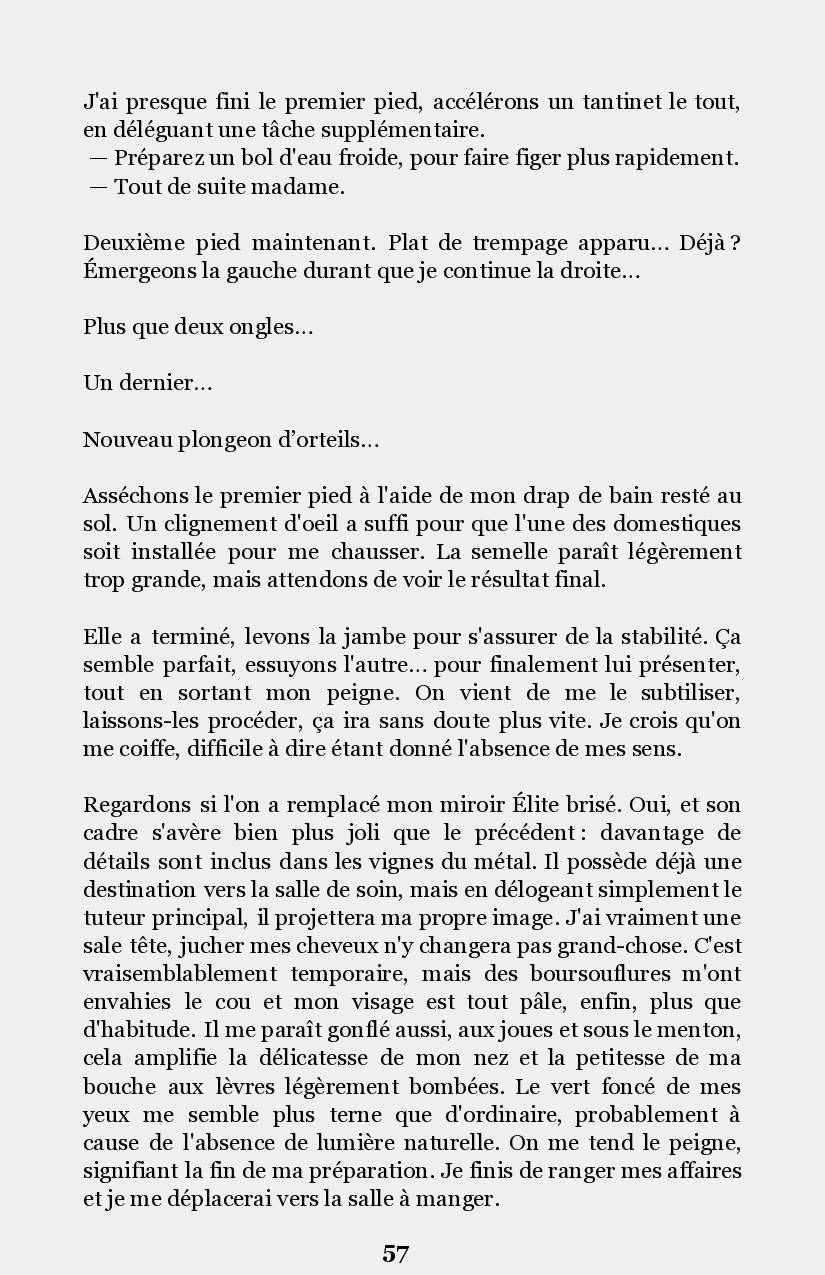 J'ai presque fini le premier pied, accélérons un tantinet le tout,
en déléguant une tâche supplémentaire.
— Préparez un bol d'eau froide, pour faire figer plus rapidement.
— Tout de suite madame.
Deuxième pied maintenant. Plat de trempage apparu... Déjà ?
Émergeons la gauche durant que je continue la droite...
Plus que deux ongles...
Un dernier...
Nouveau plongeon d’orteils...
Asséchons le premier pied à l'aide de mon drap de bain resté au
sol. Un clignement d'oeil a suffi pour que l'une des domestiques
soit installée pour me chausser. La semelle paraît légèrement
trop grande, mais attendons de voir le résultat final.
Elle a terminé, levons la jambe pour s'assurer de la stabilité. Ça
semble parfait, essuyons l'autre... pour finalement lui présenter,
tout en sortant mon peigne. On vient de me le subtiliser,
laissons-les procéder, ça ira sans doute plus vite. Je crois qu'on
me coiffe, difficile à dire étant donné l'absence de mes sens.
Regardons si l'on a remplacé mon miroir Élite brisé. Oui, et son
cadre s'avère bien plus joli que le précédent : davantage de
détails sont inclus dans les vignes du métal. Il possède déjà une
destination vers la salle de soin, mais en délogeant simplement le
tuteur principal, il projettera ma propre image. J'ai vraiment une
sale tête, jucher mes cheveux n'y changera pas grand-chose. C'est
vraisemblablement temporaire, mais des boursouflures m'ont
envahies le cou et mon visage est tout pâle, enfin, plus que
d'habitude. Il me paraît gonflé aussi, aux joues et sous le menton,
cela amplifie la délicatesse de mon nez et la petitesse de ma
bouche aux lèvres légèrement bombées. Le vert foncé de mes
yeux me semble plus terne que d'ordinaire, probablement à
cause de l'absence de lumière naturelle. On me tend le peigne,
signifiant la fin de ma préparation. Je finis de ranger mes affaires
et je me déplacerai vers la salle à manger.
57